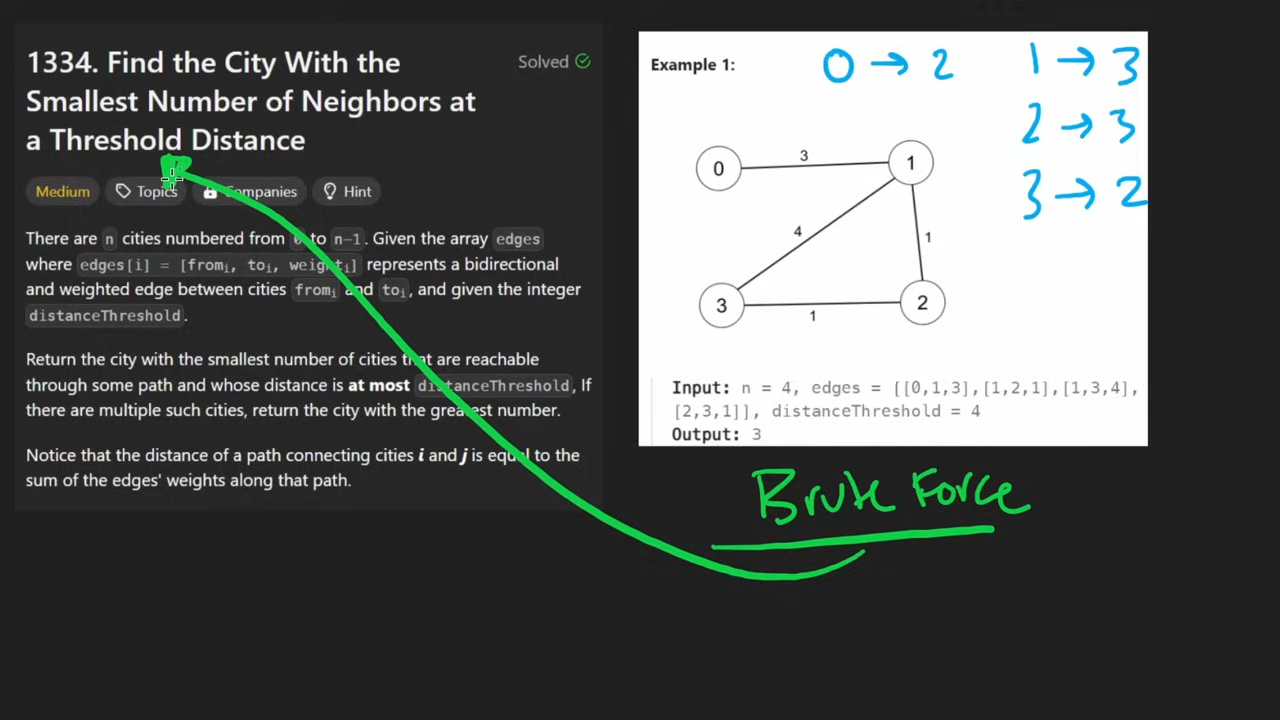 1334. Find the City With the
Smallest Number of Neighbors at
a Threshold Distance
Solved
Medium
Topics
Companies
Hint
There are n cities numbered from 0 to n-1. Given the array edges
where edges[i] = [fromᵢ, toᵢ, weightᵢ] represents a bidirectional
and weighted edge between cities fromᵢ and toᵢ, and given the integer
distanceThreshold.
Return the city with the smallest number of cities that are reachable
through some path and whose distance is at most distanceThreshold, If
there are multiple such cities, return the city with the greatest number.
Notice that the distance of a path connecting cities i and j is equal to the
sum of the edges' weights along that path.
Example 1:
0 → 2
1 → 3
2 → 3
3 → 2
0
3
1
4
1
3
1
2
Input: n = 4, edges = [[0,1,3],[1,2,1],[1,3,4],
[2,3,1]], distanceThreshold = 4
Output: 3
Brute Force